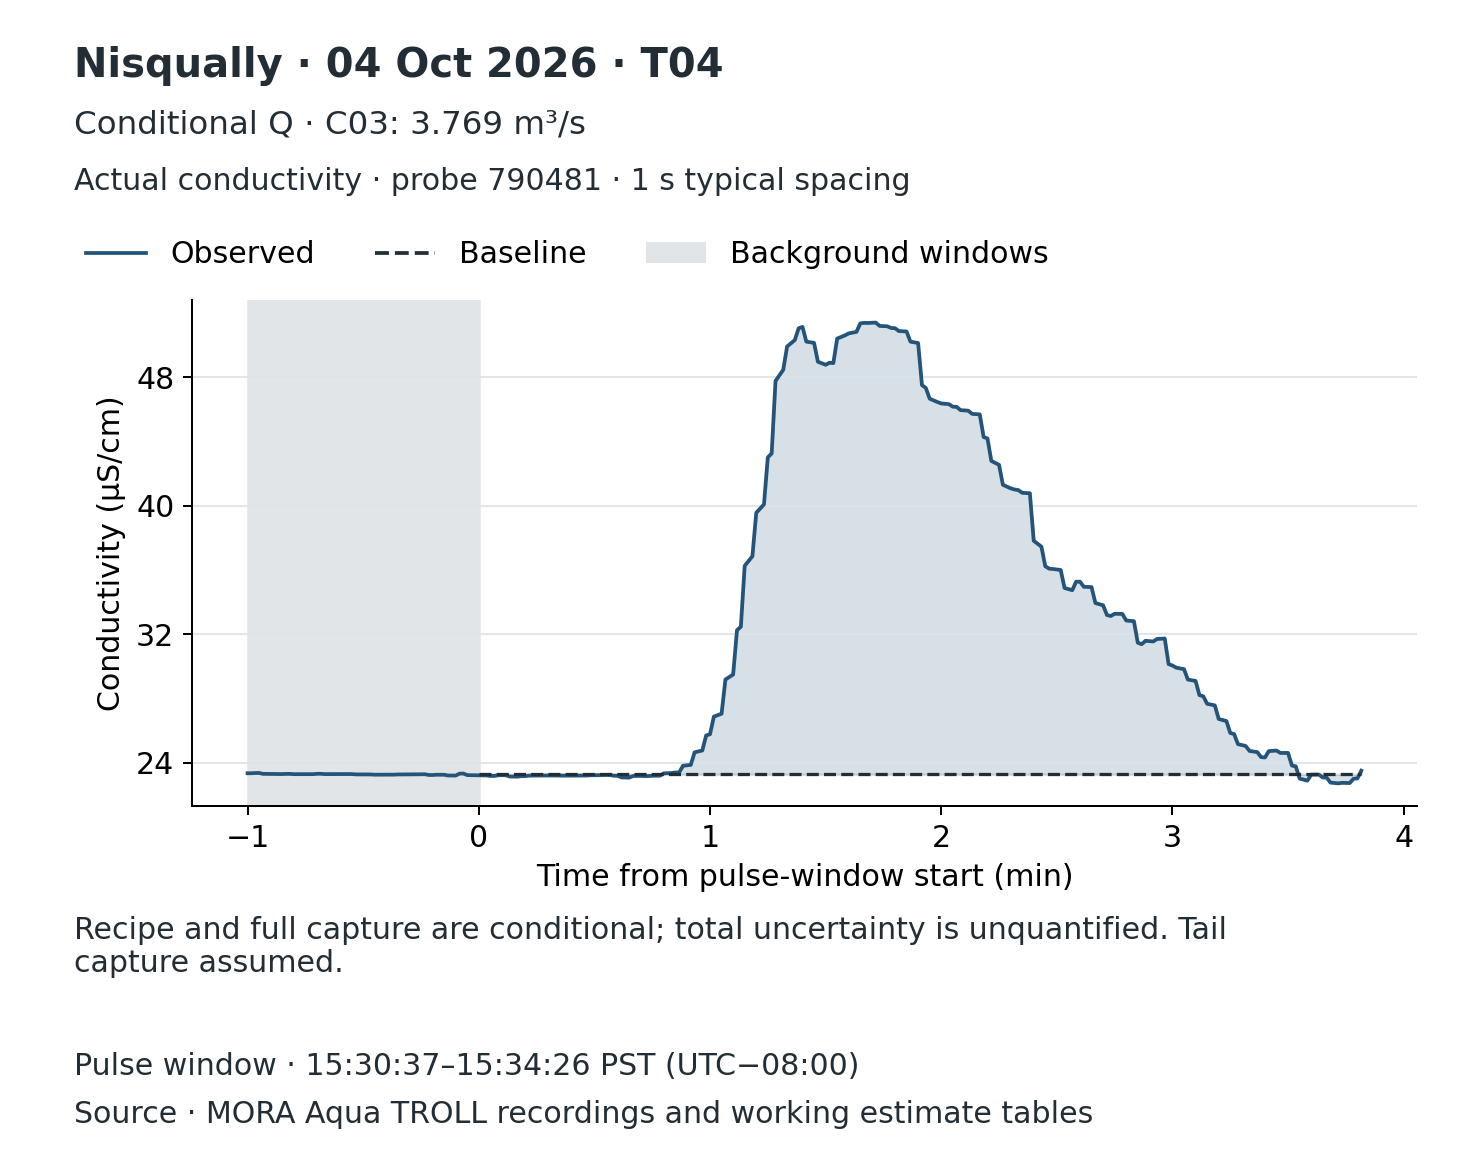 Nisqually · 04 Oct 2026 · T04
Conditional Q · C03: 3.769 m³/s
Actual conductivity · probe 790481 · 1 s typical spacing
Observed
Baseline
Background windows
Conductivity (µS/cm)
48
40
32
24
−1
0
1
2
3
4
Time from pulse-window start (min)
Recipe and full capture are conditional; total uncertainty is unquantified. Tail
capture assumed.
Pulse window · 15:30:37–15:34:26 PST (UTC−08:00)
Source · MORA Aqua TROLL recordings and working estimate tables